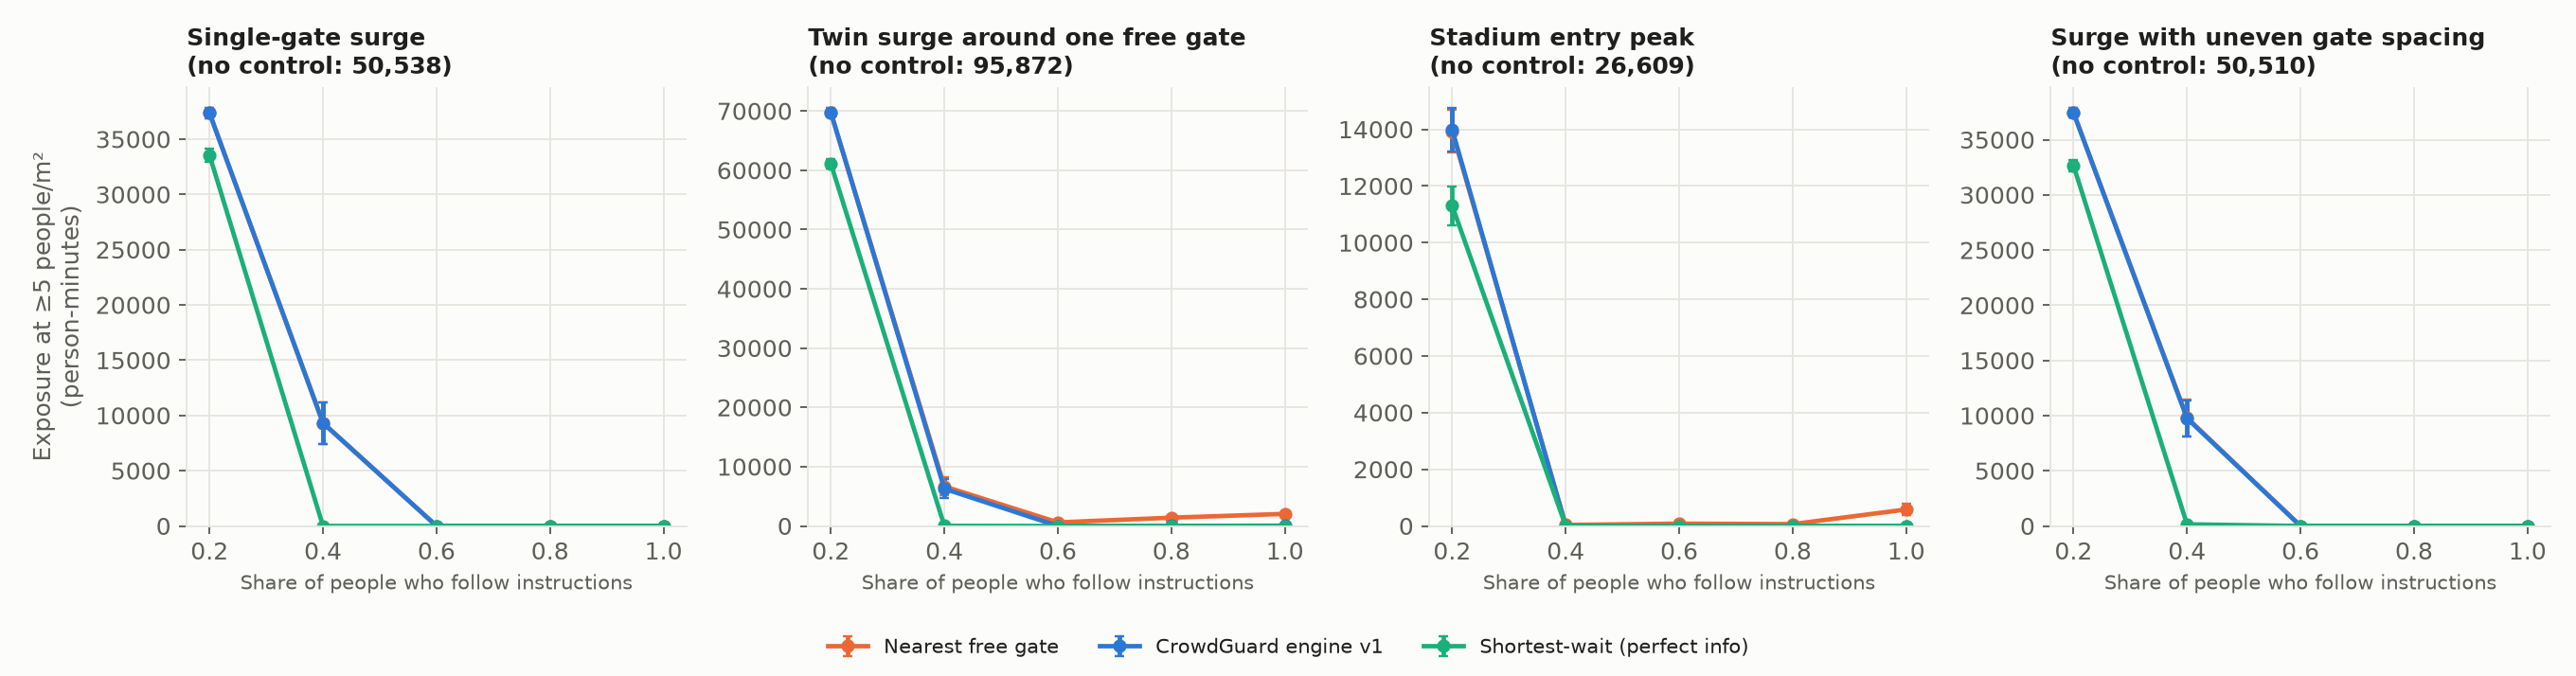 Single-gate surge
(no control: 50,538)
Exposure at ≥5 people/m²
(person-minutes)
35000
30000
25000
20000
15000
10000
5000
0
0.2 0.4 0.6 0.8 1.0
Share of people who follow instructions
Twin surge around one free gate
(no control: 95,872)
70000
60000
50000
40000
30000
20000
10000
0
0.2 0.4 0.6 0.8 1.0
Share of people who follow instructions
Stadium entry peak
(no control: 26,609)
14000
12000
10000
8000
6000
4000
2000
0
0.2 0.4 0.6 0.8 1.0
Share of people who follow instructions
Surge with uneven gate spacing
(no control: 50,510)
35000
30000
25000
20000
15000
10000
5000
0
0.2 0.4 0.6 0.8 1.0
Share of people who follow instructions
Nearest free gate
CrowdGuard engine v1
Shortest-wait (perfect info)